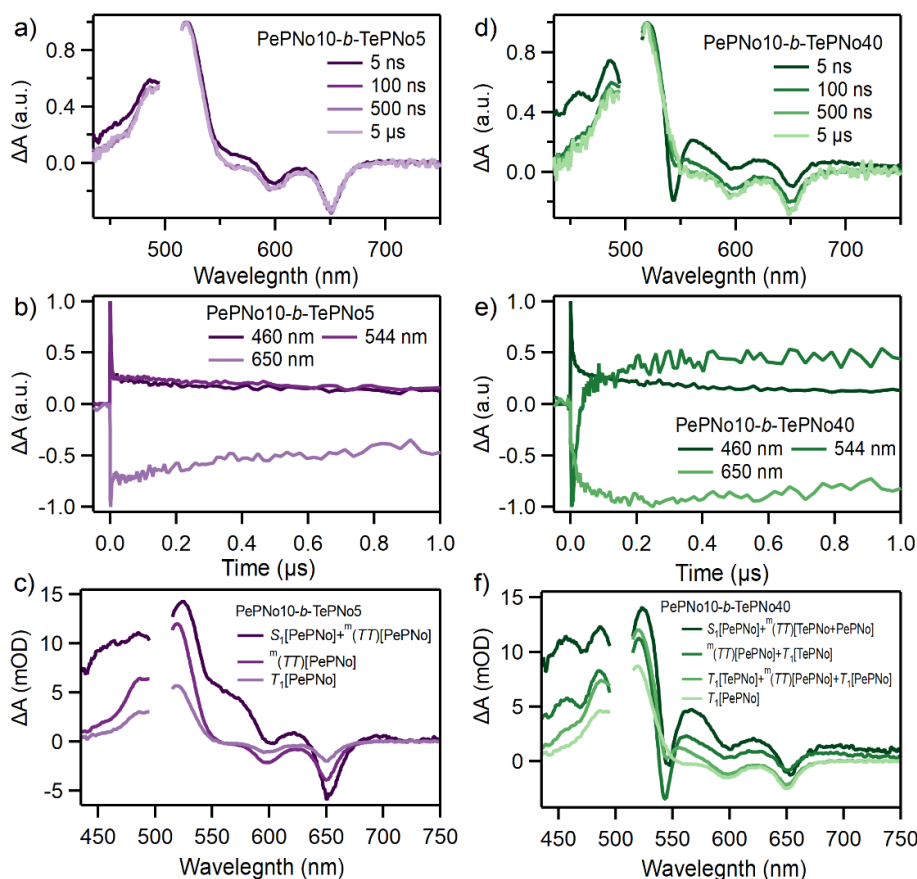 a)
PePNo10-b-TePNo5
5 ns
100 ns
500 ns
5 µs
ΔA (a.u.)
0.8
0.4
0.0
500 600 700
Wavelegnth (nm)
d)
PePNo10-b-TePNo40
5 ns
100 ns
500 ns
5 µs
ΔA (a.u.)
0.8
0.4
0.0
500 600 700
Wavelegnth (nm)
b)
PePNo10-b-TePNo5
460 nm 544 nm
650 nm
ΔA (a.u.)
1.0
0.5
0.0
-0.5
-1.0
0.0 0.2 0.4 0.6 0.8 1.0
Time (µs)
e)
PePNo10-b-TePNo40
460 nm 544 nm
650 nm
ΔA (a.u.)
1.0
0.5
0.0
-0.5
-1.0
0.0 0.2 0.4 0.6 0.8 1.0
Time (µs)
c)
PePNo10-b-TePNo5
S1[PePNo]+m(TT)[PePNo]
m(TT)[PePNo]
T1[PePNo]
ΔA (mOD)
15
10
5
0
-5
450 500 550 600 650 700 750
Wavelegnth (nm)
f)
PePNo10-b-TePNo40
S1[PePNo]+m(TT)[TePNo+PePNo]
m(TT)[PePNo]+T1[TePNo]
T1[TePNo]+m(TT)[PePNo]+T1[PePNo]
T1[PePNo]
ΔA (mOD)
15
10
5
0
450 500 550 600 650 700 750
Wavelegnth (nm)